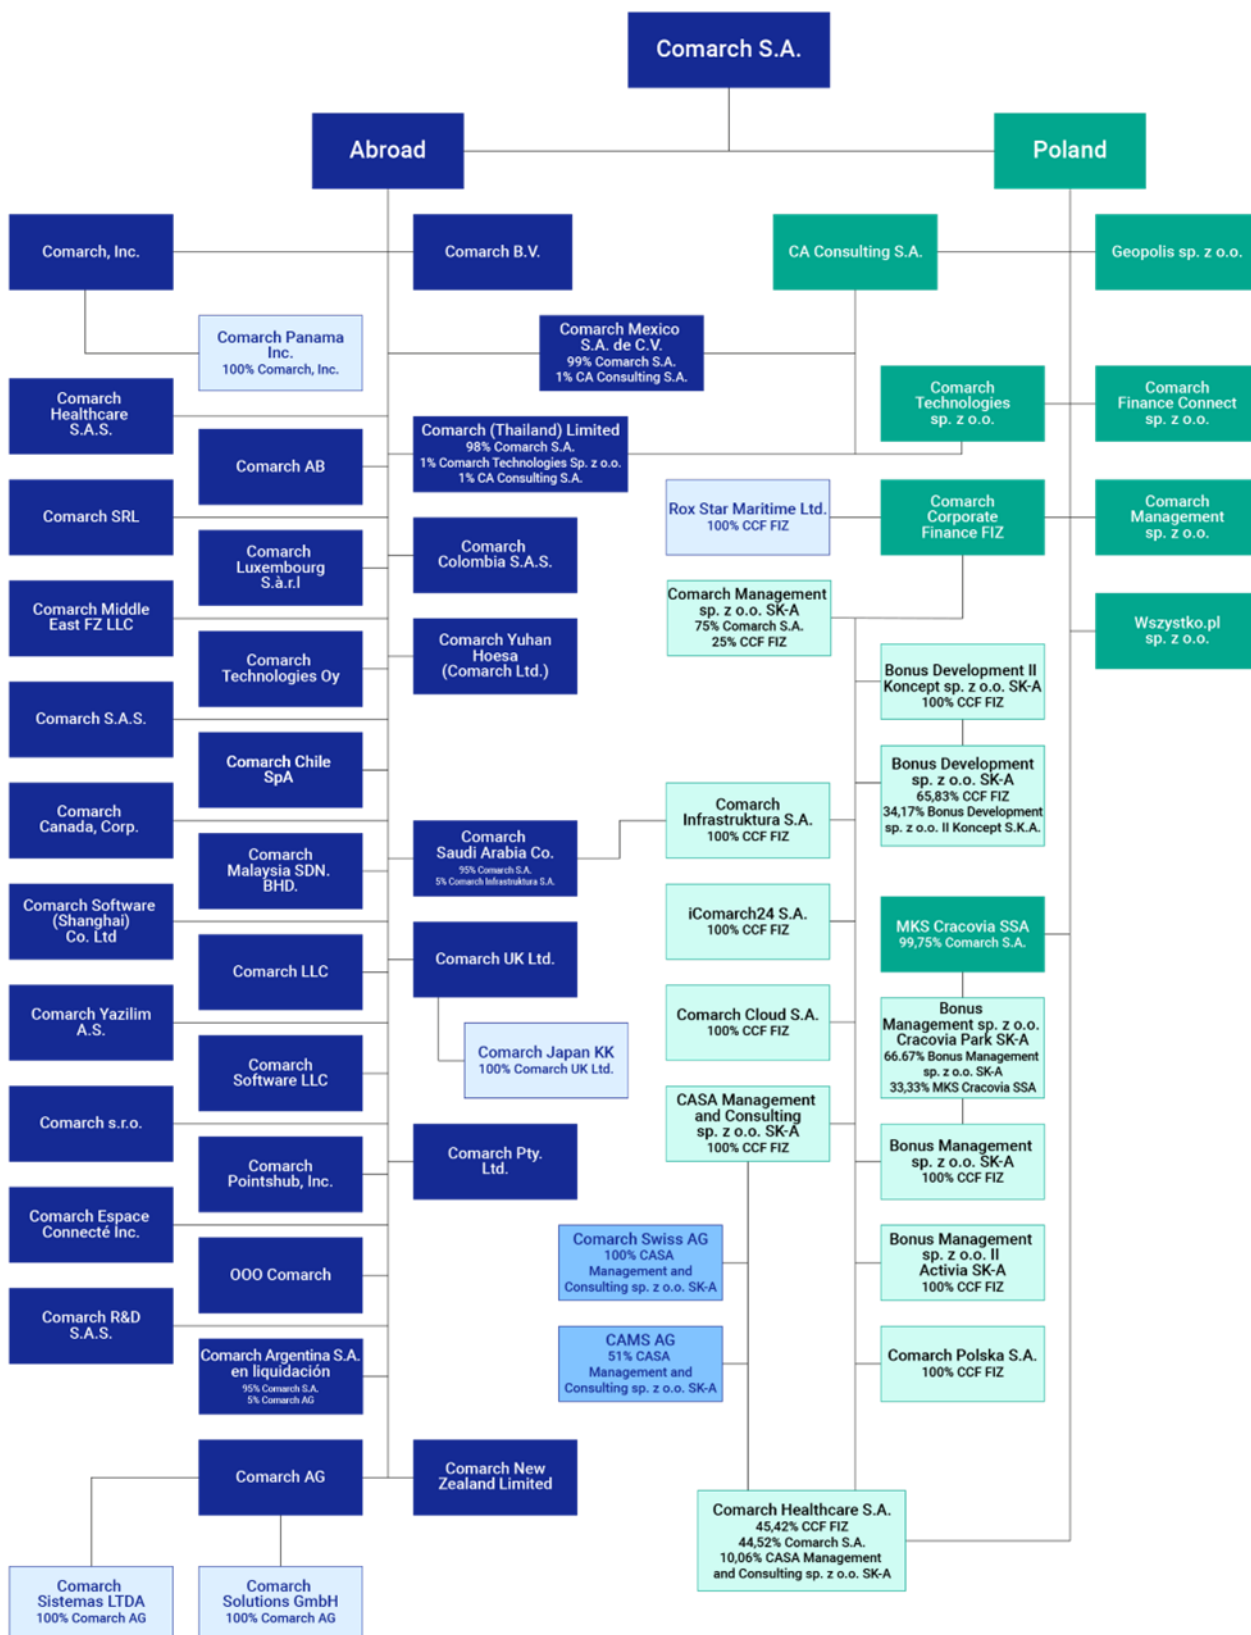 Comarch S.A.
Abroad
Poland
Comarch, Inc.
Comarch B.V.
CA Consulting S.A.
Geopolis sp. z o.o.
Comarch Panama
Inc.
100% Comarch, Inc.
Comarch Mexico
S.A. de C.V.
99% Comarch S.A.
1% CA Consulting S.A.
Comarch
Healthcare
S.A.S.
Comarch
Technologies
sp. z o.o.
Comarch
Finance Connect
sp. z o.o.
Comarch AB
Comarch (Thailand) Limited
98% Comarch S.A.
1% Comarch Technologies Sp. z o.o.
1% CA Consulting S.A.
Comarch SRL
Rox Star Maritime Ltd.
100% CCF FIZ
Comarch
Corporate
Finance FIZ
Comarch
Management
sp. z o.o.
Comarch
Luxembourg
S.à.r.l
Comarch
Colombia S.A.S.
Comarch Middle
East FZ LLC
Comarch Management
sp. z o.o. SK-A
75% Comarch S.A.
25% CCF FIZ
Wszystko.pl
sp. z o.o.
Comarch
Technologies Oy
Comarch Yuhan
Hoesa
(Comarch Ltd.)
Bonus Development II
Koncept sp. z o.o. SK-A
100% CCF FIZ
Comarch S.A.S.
Comarch Chile
SpA
Bonus Development
sp. z o.o. SK-A
65,83% CCF FIZ
34,17% Bonus Development
sp. z o.o. II Koncept S.K.A.
Comarch
Canada, Corp.
Comarch
Infrastruktura S.A.
100% CCF FIZ
Comarch
Malaysia SDN.
BHD.
Comarch
Saudi Arabia Co.
95% Comarch S.A.
5% Comarch Infrastruktura S.A.
Comarch Software
(Shanghai)
Co. Ltd
iComarch24 S.A.
100% CCF FIZ
MKS Cracovia SSA
99,75% Comarch S.A.
Comarch LLC
Comarch UK Ltd.
Comarch Yazilim
A.S.
Comarch Cloud S.A.
100% CCF FIZ
Bonus
Management sp. z o.o.
Cracovia Park SK-A
66.67% Bonus Management
sp. z o.o. SK-A
33,33% MKS Cracovia SSA
Comarch
Software LLC
Comarch Japan KK
100% Comarch UK Ltd.
Comarch s.r.o.
CASA Management
and Consulting
sp. z o.o. SK-A
100% CCF FIZ
Comarch
Pointshub, Inc.
Comarch Pty.
Ltd.
Bonus Management
sp. z o.o. SK-A
100% CCF FIZ
Comarch Espace
Connecté Inc.
OOO Comarch
Comarch Swiss AG
100% CASA
Management and
Consulting sp. z o.o. SK-A
Bonus Management
sp. z o.o. II
Activia SK-A
100% CCF FIZ
Comarch R&D
S.A.S.
Comarch Argentina S.A.
en liquidación
95% Comarch S.A.
5% Comarch AG
CAMS AG
51% CASA
Management and
Consulting sp. z o.o. SK-A
Comarch Polska S.A.
100% CCF FIZ
Comarch AG
Comarch New
Zealand Limited
Comarch Healthcare S.A.
45,42% CCF FIZ
44,52% Comarch S.A.
10,06% CASA Management
and Consulting sp. z o.o. SK-A
Comarch
Sistemas LTDA
100% Comarch AG
Comarch
Solutions GmbH
100% Comarch AG